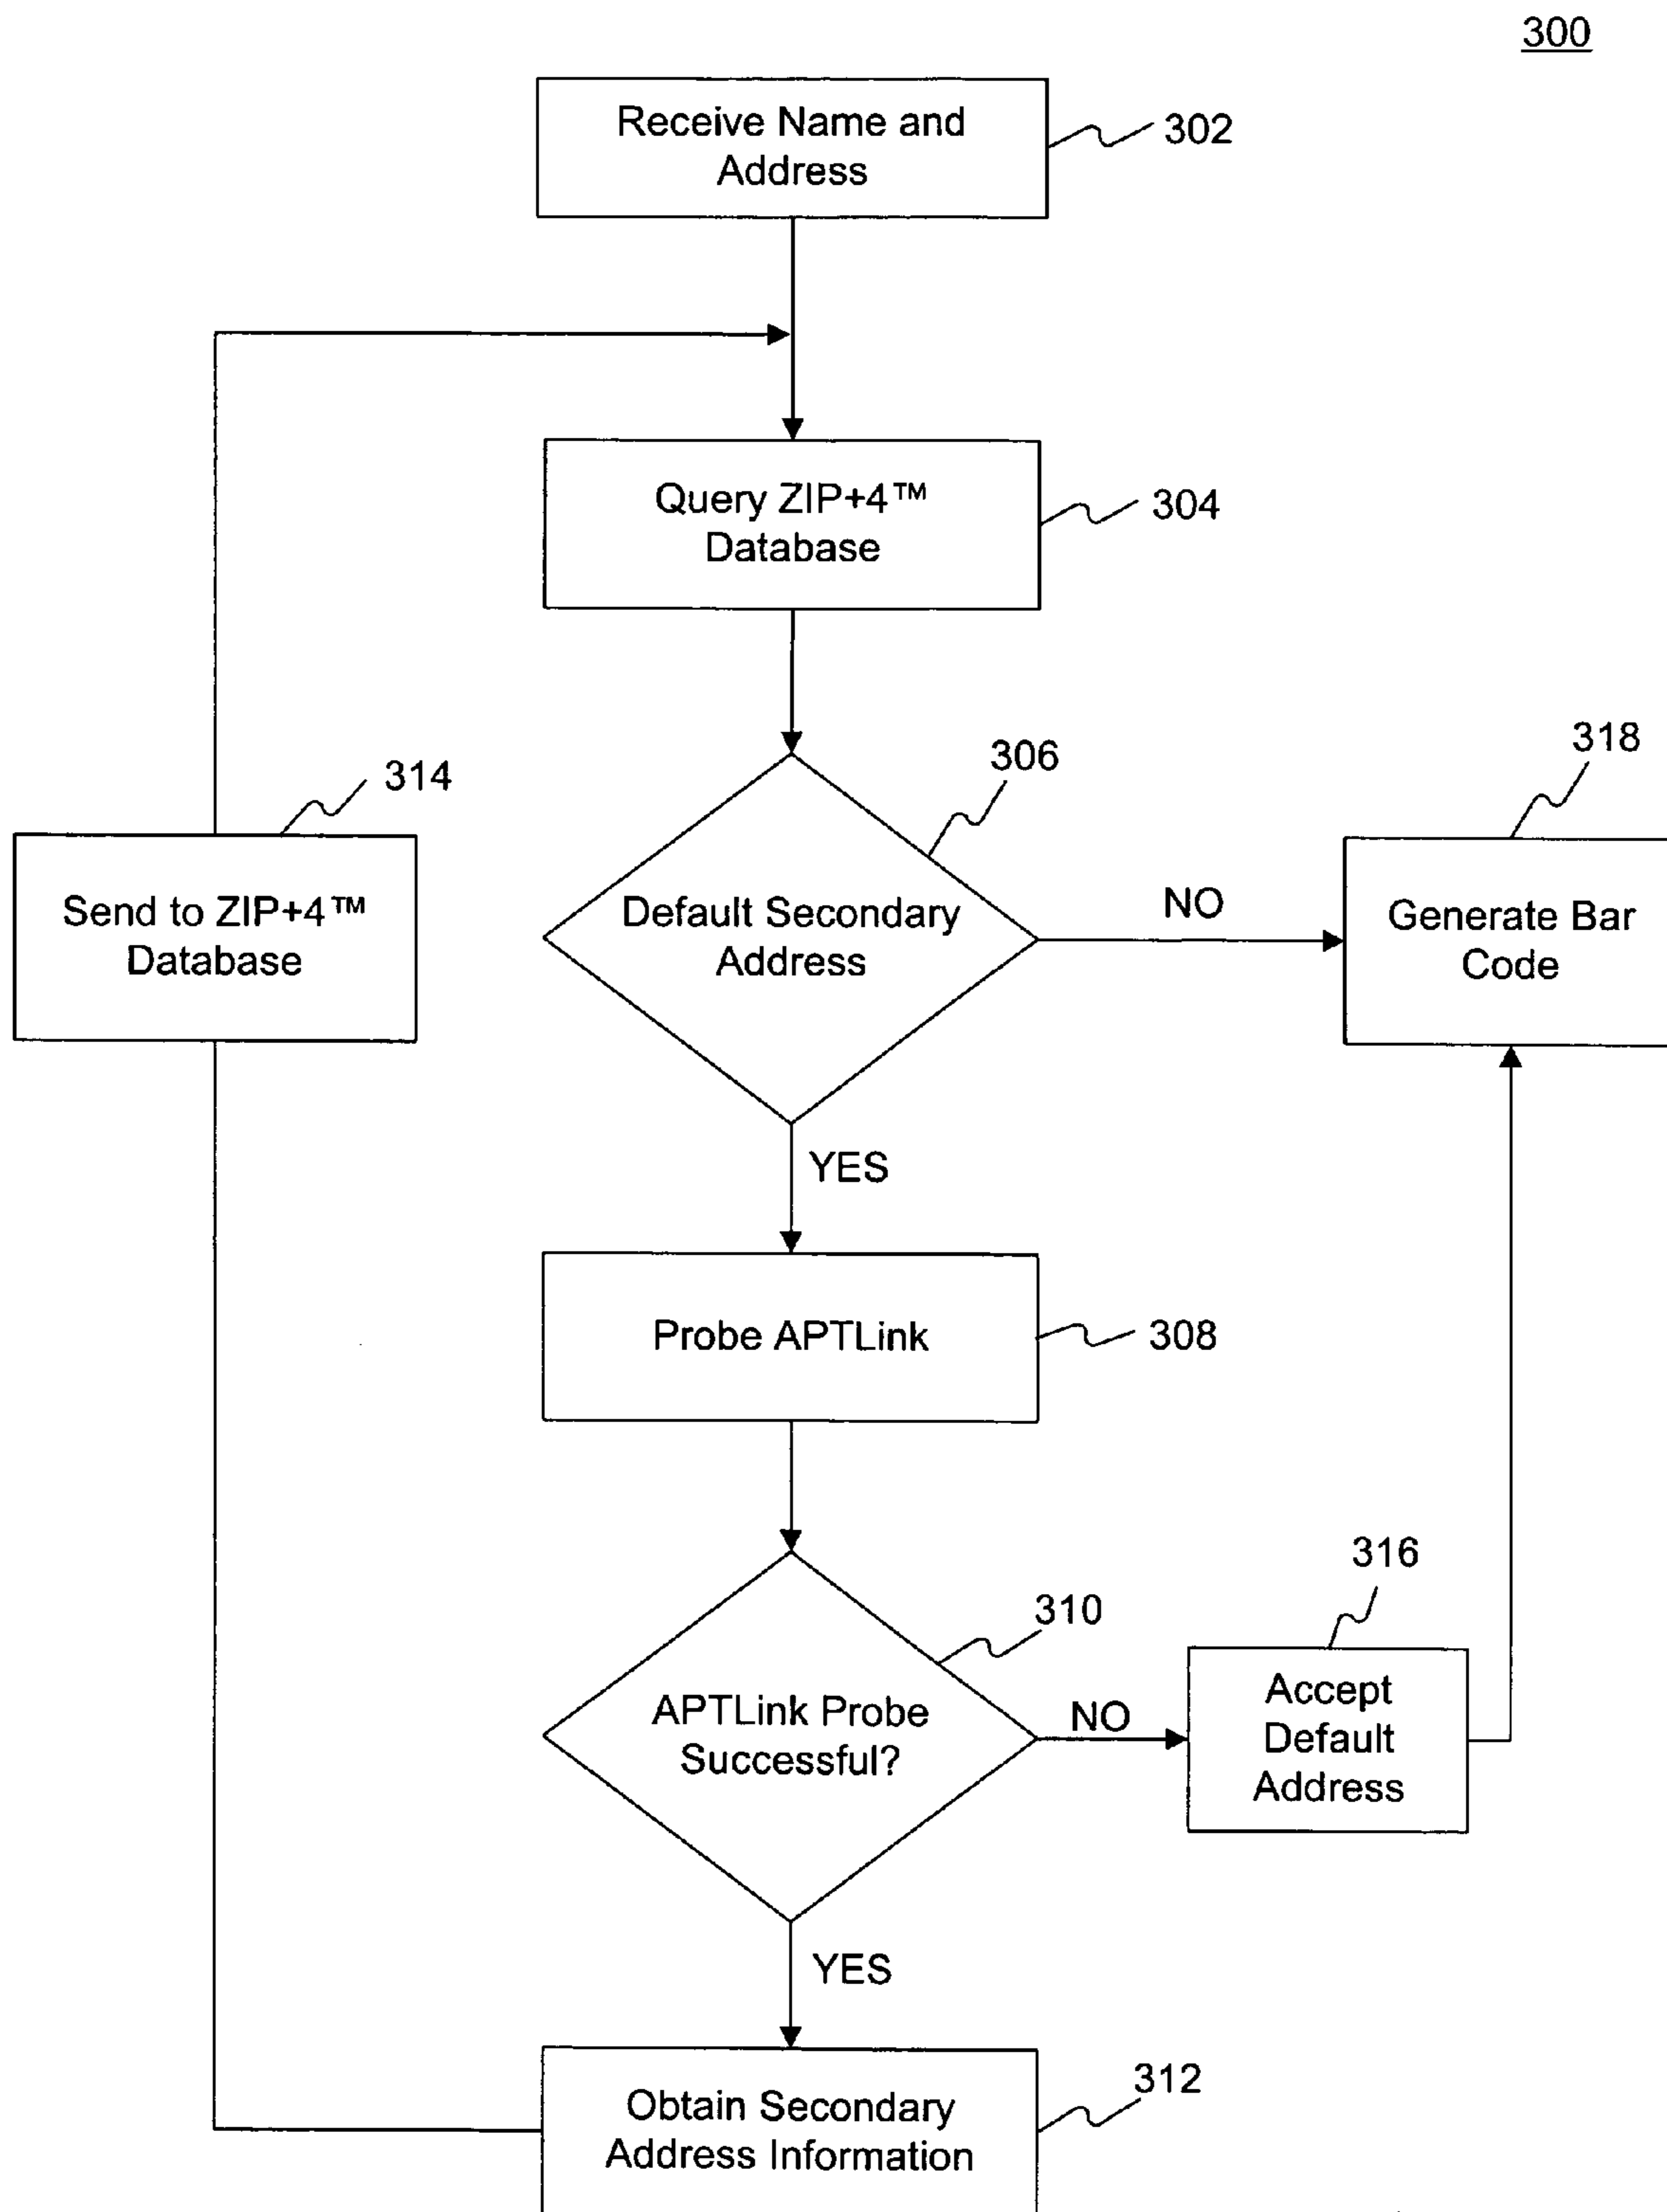 300
Receive Name and
Address
302
Query ZIP+4™
Database
304
306
318
314
Send to ZIP+4™
Database
Default Secondary
Address
NO
Generate Bar
Code
YES
Probe APTLink
308
316
310
APTLink Probe
Successful?
NO
Accept
Default
Address
YES
Obtain Secondary
Address Information
312